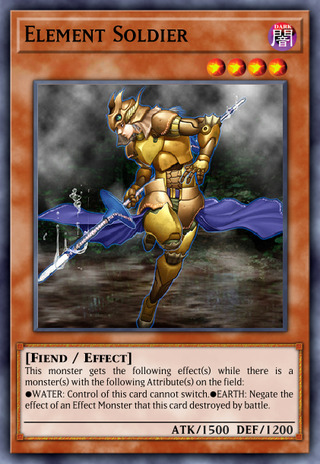 Element Soldier
DARK
闇
[Fiend / Effect]
This monster gets the following effect(s) while there is a
monster(s) with the following Attribute(s) on the field:
●WATER: Control of this card cannot switch.●EARTH: Negate the
effect of an Effect Monster that this card destroyed by battle.
ATK/1500 DEF/1200